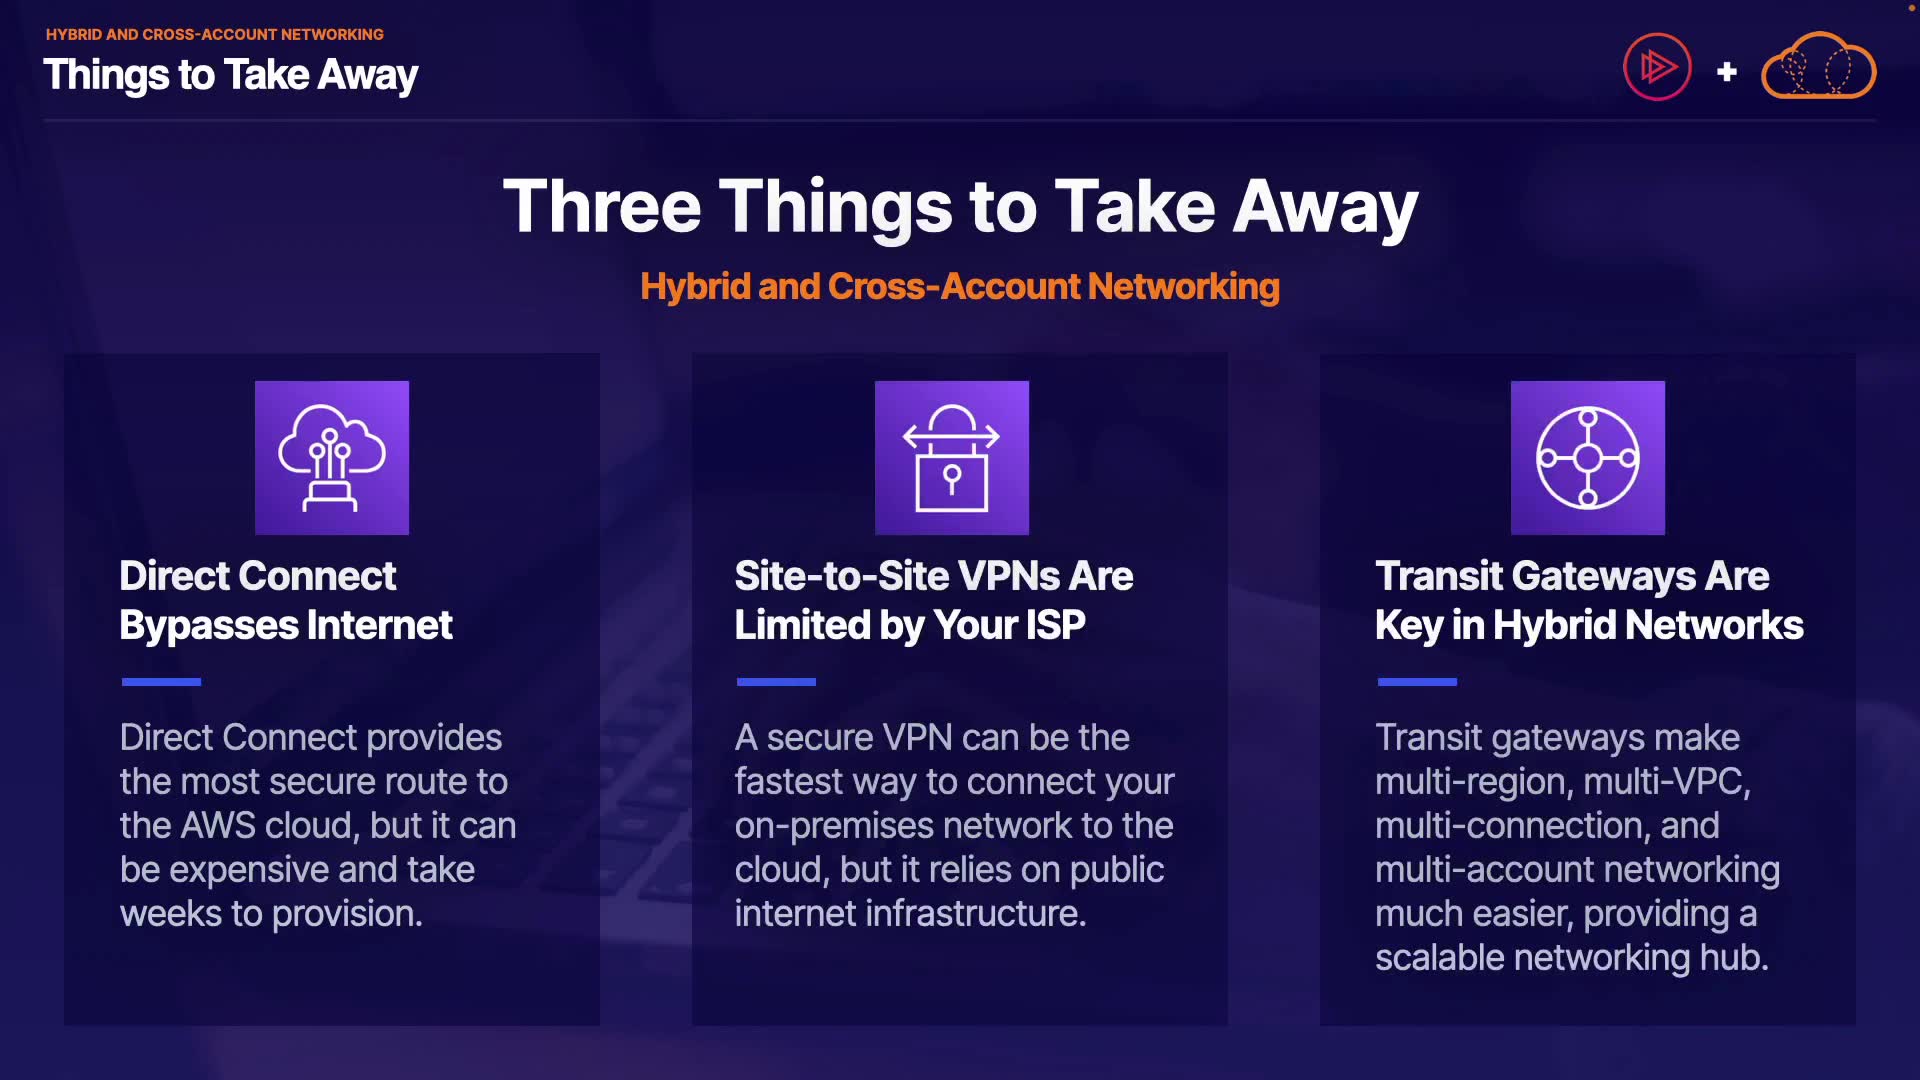 HYBRID AND CROSS-ACCOUNT NETWORKING
Things to Take Away
+
Three Things to Take Away
Hybrid and Cross-Account Networking
Direct Connect
Bypasses Internet
Direct Connect provides
the most secure route to
the AWS cloud, but it can
be expensive and take
weeks to provision.
Site-to-Site VPNs Are
Limited by Your ISP
A secure VPN can be the
fastest way to connect your
on-premises network to the
cloud, but it relies on public
internet infrastructure.
Transit Gateways Are
Key in Hybrid Networks
Transit gateways make
multi-region, multi-VPC,
multi-connection, and
multi-account networking
much easier, providing a
scalable networking hub.